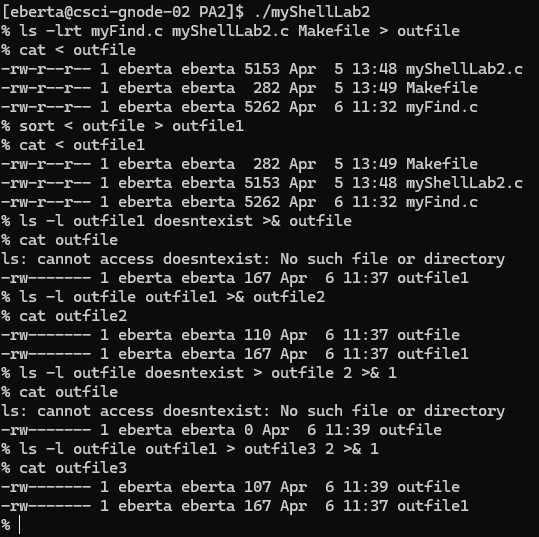 [eberta@csci-gnode-02 PA2]$ ./myShellLab2
% ls -lrt myFind.c myShellLab2.c Makefile > outfile
% cat < outfile
-rw-r--r-- 1 eberta eberta 5153 Apr  5 13:48 myShellLab2.c
-rw-r--r-- 1 eberta eberta  282 Apr  5 13:49 Makefile
-rw-r--r-- 1 eberta eberta 5262 Apr  6 11:32 myFind.c
% sort < outfile > outfile1
% cat < outfile1
-rw-r--r-- 1 eberta eberta  282 Apr  5 13:49 Makefile
-rw-r--r-- 1 eberta eberta 5153 Apr  5 13:48 myShellLab2.c
-rw-r--r-- 1 eberta eberta 5262 Apr  6 11:32 myFind.c
% ls -l outfile1 doesntexist >& outfile
% cat outfile
ls: cannot access doesntexist: No such file or directory
-rw------- 1 eberta eberta 167 Apr  6 11:37 outfile1
% ls -l outfile outfile1 >& outfile2
% cat outfile2
-rw------- 1 eberta eberta 110 Apr  6 11:37 outfile
-rw------- 1 eberta eberta 167 Apr  6 11:37 outfile1
% ls -l outfile doesntexist > outfile 2 >& 1
% cat outfile
ls: cannot access doesntexist: No such file or directory
-rw------- 1 eberta eberta 0 Apr  6 11:39 outfile
% ls -l outfile outfile1 > outfile3 2 >& 1
% cat outfile3
-rw------- 1 eberta eberta 107 Apr  6 11:39 outfile
-rw------- 1 eberta eberta 167 Apr  6 11:37 outfile1
%